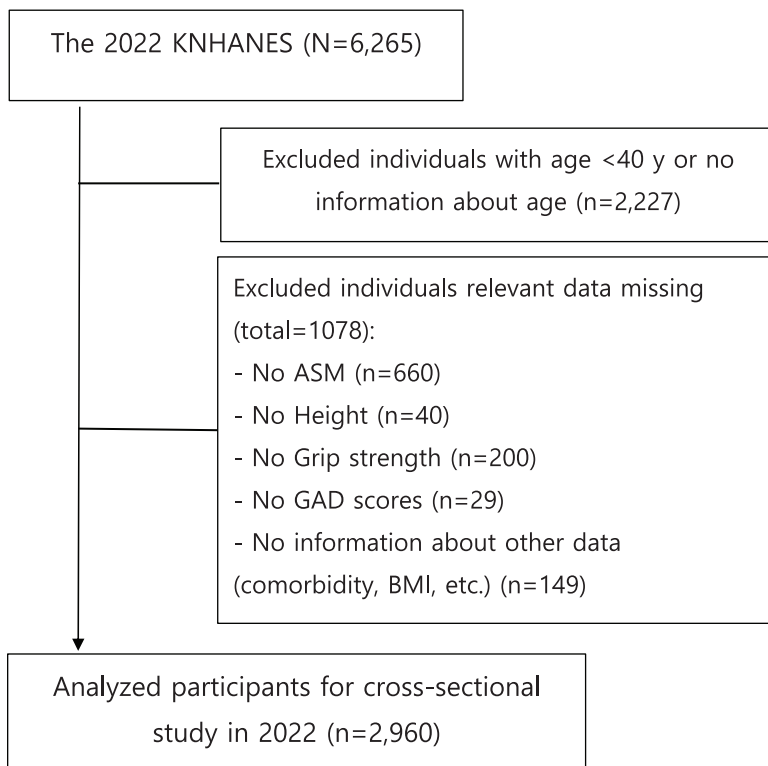 The 2022 KNHANES (N=6,265)
Excluded individuals with age <40 y or no
information about age (n=2,227)
Excluded individuals relevant data missing
(total=1078):
- No ASM (n=660)
- No Height (n=40)
- No Grip strength (n=200)
- No GAD scores (n=29)
- No information about other data
(comorbidity, BMI, etc.) (n=149)
Analyzed participants for cross-sectional
study in 2022 (n=2,960)